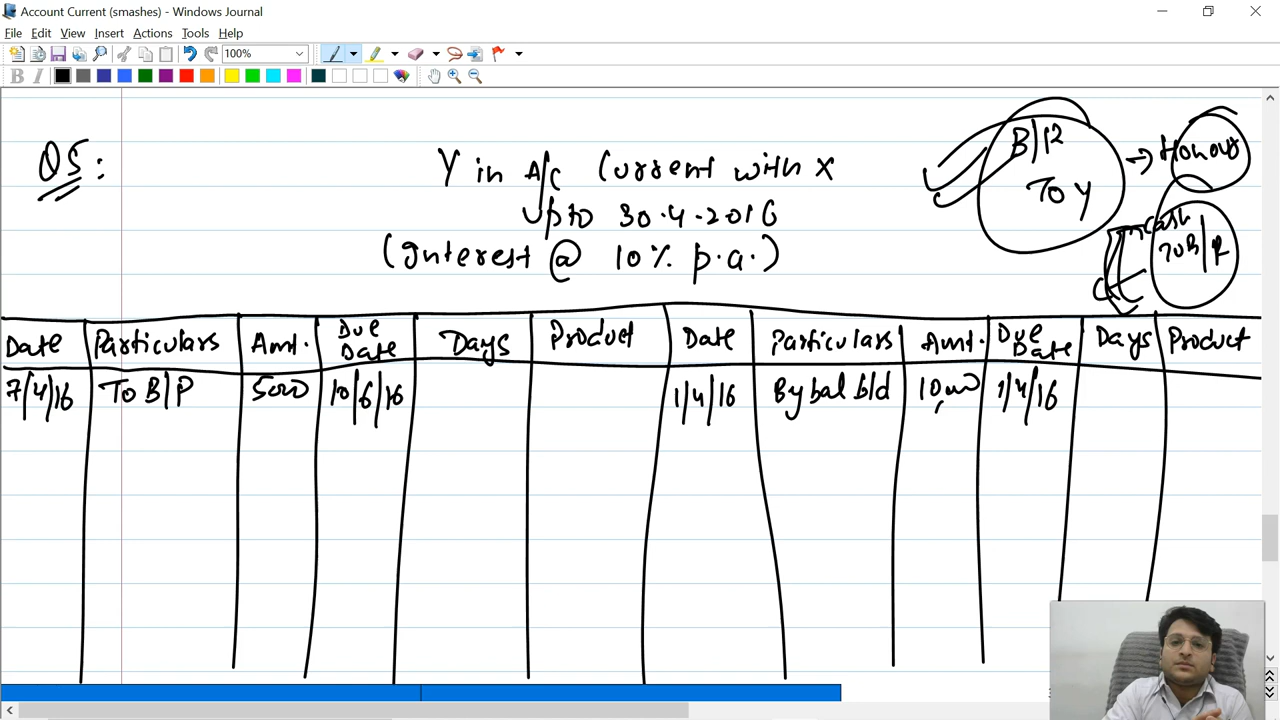 Account Current (smashes) - Windows Journal
File Edit View Insert Actions Tools Help
100%
Q5:
Y in A/C Current with X
Upto 30.4.2016
(Interest @ 10% p.a.)
B/R
To Y
→ Honour
Cash
To B/R
Date Particulars Amt. Due Date Days Product Date Particulars Amt. Due Date Days Product
7/4/16 To B/P 5000 10/6/16 1/4/16 By bal b/d 10,000 1/4/16